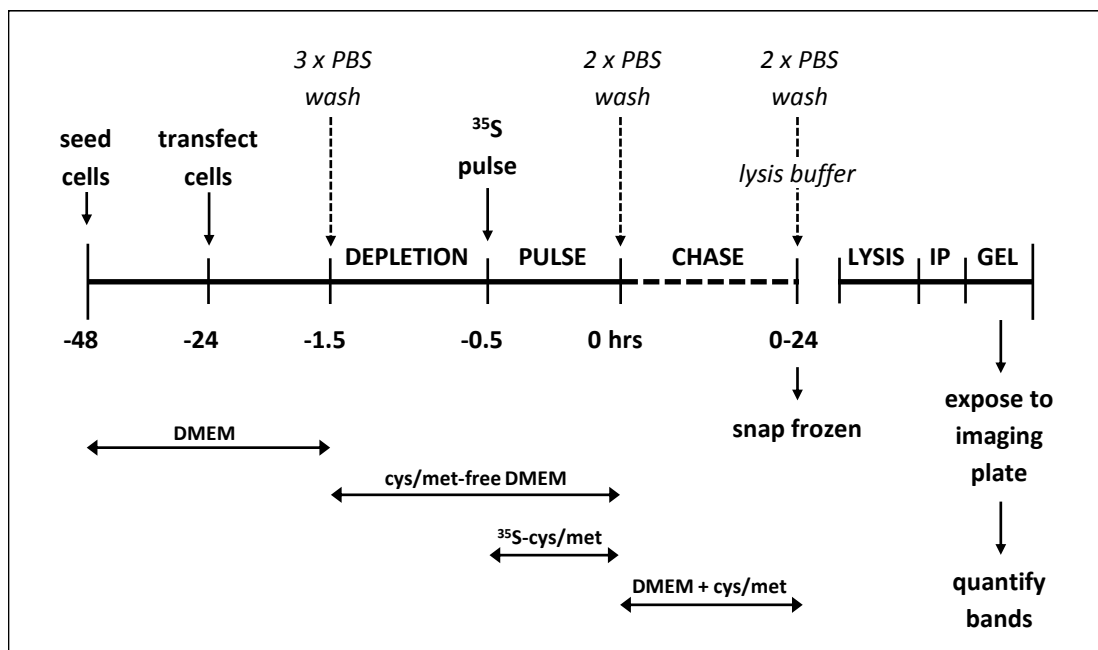 3 x PBS
wash
2 x PBS
wash
2 x PBS
wash
seed
cells
transfect
cells
³⁵S
pulse
lysis buffer
DEPLETION
PULSE
CHASE
LYSIS
IP
GEL
-48
-24
-1.5
-0.5
0 hrs
0-24
snap frozen
expose to
imaging
plate
quantify
bands
DMEM
cys/met-free DMEM
³⁵S-cys/met
DMEM + cys/met